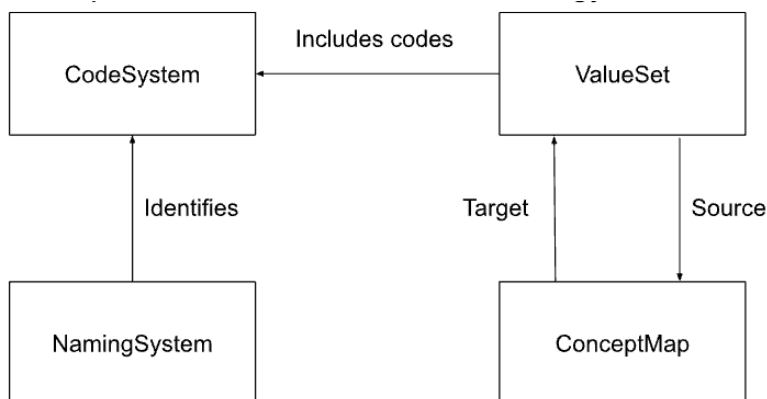 Includes codes
CodeSystem
ValueSet
Identifies
Target
Source
NamingSystem
ConceptMap